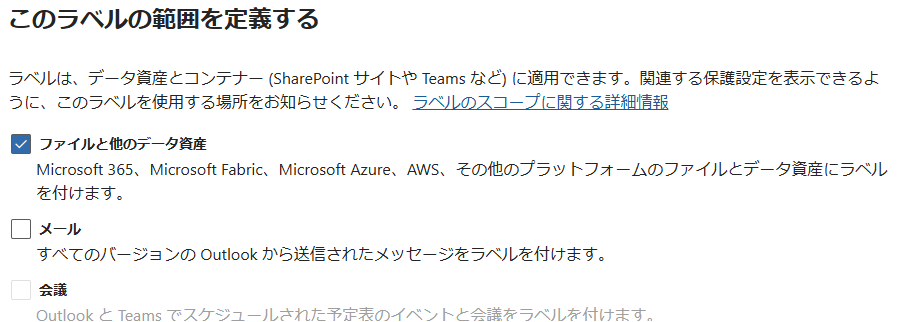 このラベルの範囲を定義する
ラベルは、データ資産とコンテナー (SharePoint サイトや Teams など) に適用できます。関連する保護設定を表示できるよ
うに、このラベルを使用する場所をお知らせください。 ラベルのスコープに関する詳細情報
ファイルと他のデータ資産
Microsoft 365、Microsoft Fabric、Microsoft Azure、AWS、その他のプラットフォームのファイルとデータ資産にラベル
を付けます。
メール
すべてのバージョンの Outlook から送信されたメッセージをラベルを付けます。
会議
Outlook と Teams でスケジュールされた予定表のイベントと会議をラベルを付けます。